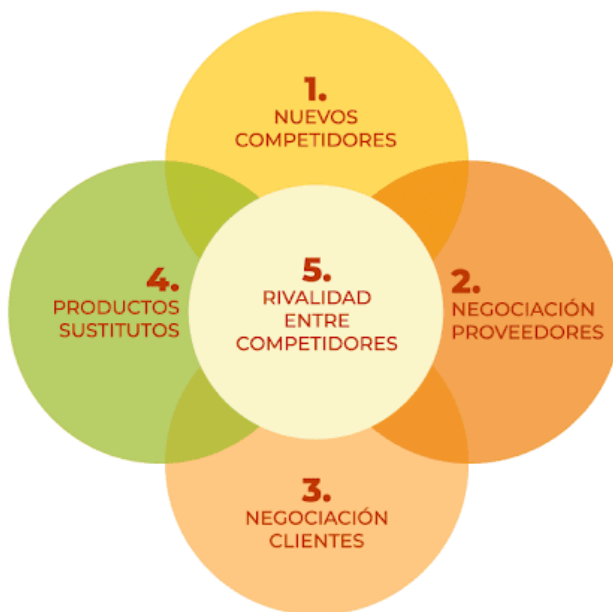 1.
NUEVOS
COMPETIDORES
2.
NEGOCIACIÓN
PROVEEDORES
3.
NEGOCIACIÓN
CLIENTES
4.
PRODUCTOS
SUSTITUTOS
5.
RIVALIDAD
ENTRE
COMPETIDORES